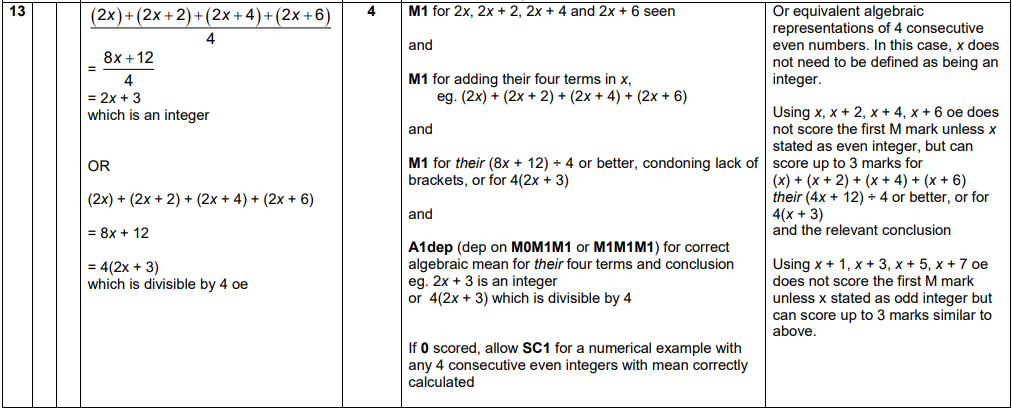 13
(2x)+(2x+2)+(2x+4)+(2x+6)
4
= 8x+12
4
= 2x + 3
which is an integer
OR
(2x) + (2x + 2) + (2x + 4) + (2x + 6)
= 8x + 12
= 4(2x + 3)
which is divisible by 4 oe
4
M1 for 2x, 2x + 2, 2x + 4 and 2x + 6 seen
and
M1 for adding their four terms in x,
eg. (2x) + (2x + 2) + (2x + 4) + (2x + 6)
and
M1 for their (8x + 12) ÷ 4 or better, condoning lack of
brackets, or for 4(2x + 3)
and
A1dep (dep on M0M1M1 or M1M1M1) for correct
algebraic mean for their four terms and conclusion
eg. 2x + 3 is an integer
or 4(2x + 3) which is divisible by 4
If 0 scored, allow SC1 for a numerical example with
any 4 consecutive even integers with mean correctly
calculated
Or equivalent algebraic
representations of 4 consecutive
even numbers. In this case, x does
not need to be defined as being an
integer.
Using x, x + 2, x + 4, x + 6 oe does
not score the first M mark unless x
stated as even integer, but can
score up to 3 marks for
(x) + (x + 2) + (x + 4) + (x + 6)
their (4x + 12) ÷ 4 or better, or for
4(x + 3)
and the relevant conclusion
Using x + 1, x + 3, x + 5, x + 7 oe
does not score the first M mark
unless x stated as odd integer but
can score up to 3 marks similar to
above.